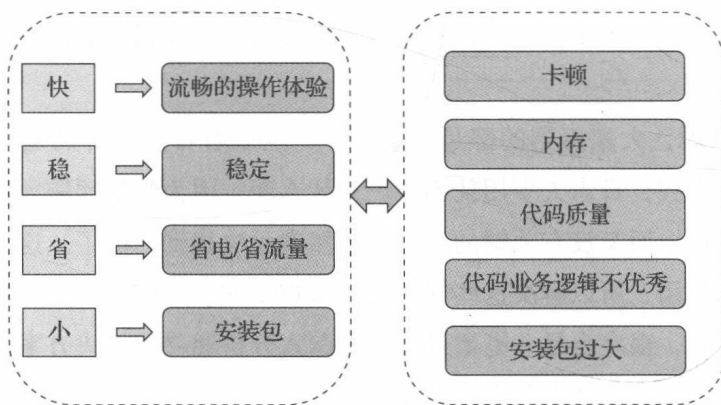 快
流畅的操作体验
稳
稳定
省
省电/省流量
小
安装包
卡顿
内存
代码质量
代码业务逻辑不优秀
安装包过大